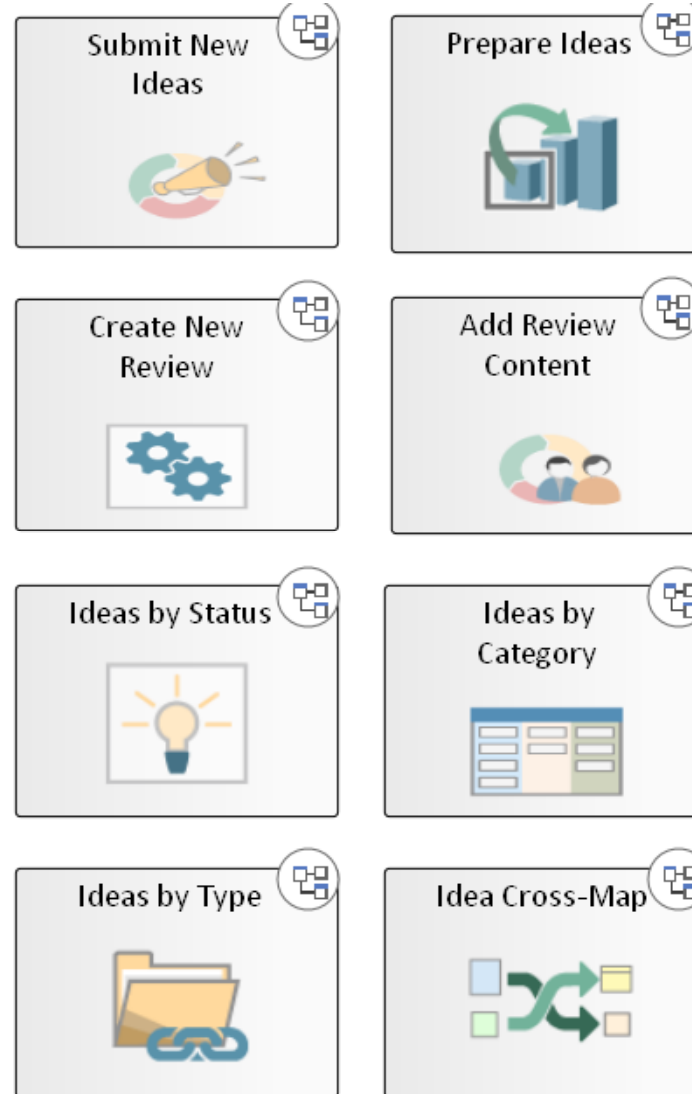 Submit New
Ideas
Prepare Ideas
Create New
Review
Add Review
Content
Ideas by Status
Ideas by
Category
Ideas by Type
Idea Cross-Map